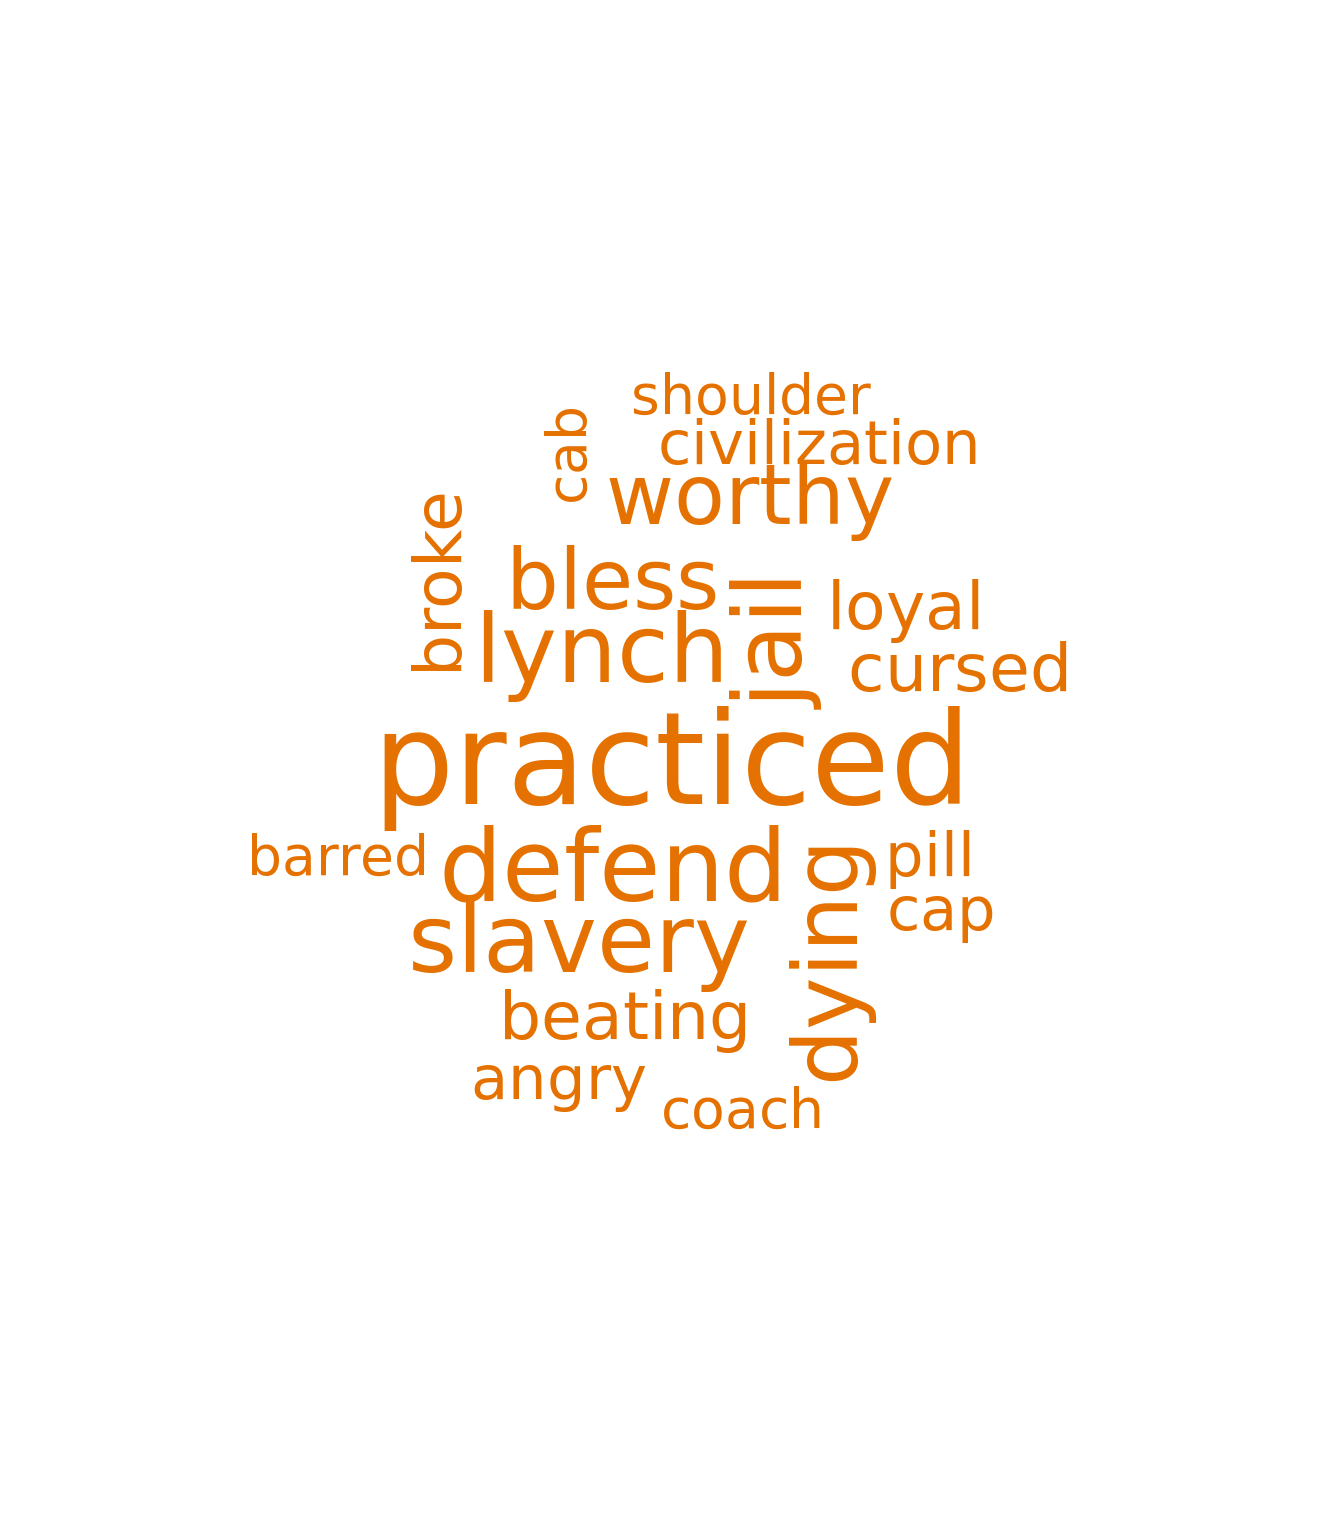 shoulder
cab
civilization
worthy
broke
bless
jail
loyal
lynch
cursed
practiced
barred
defend
dying
pill
cap
slavery
beating
angry
coach